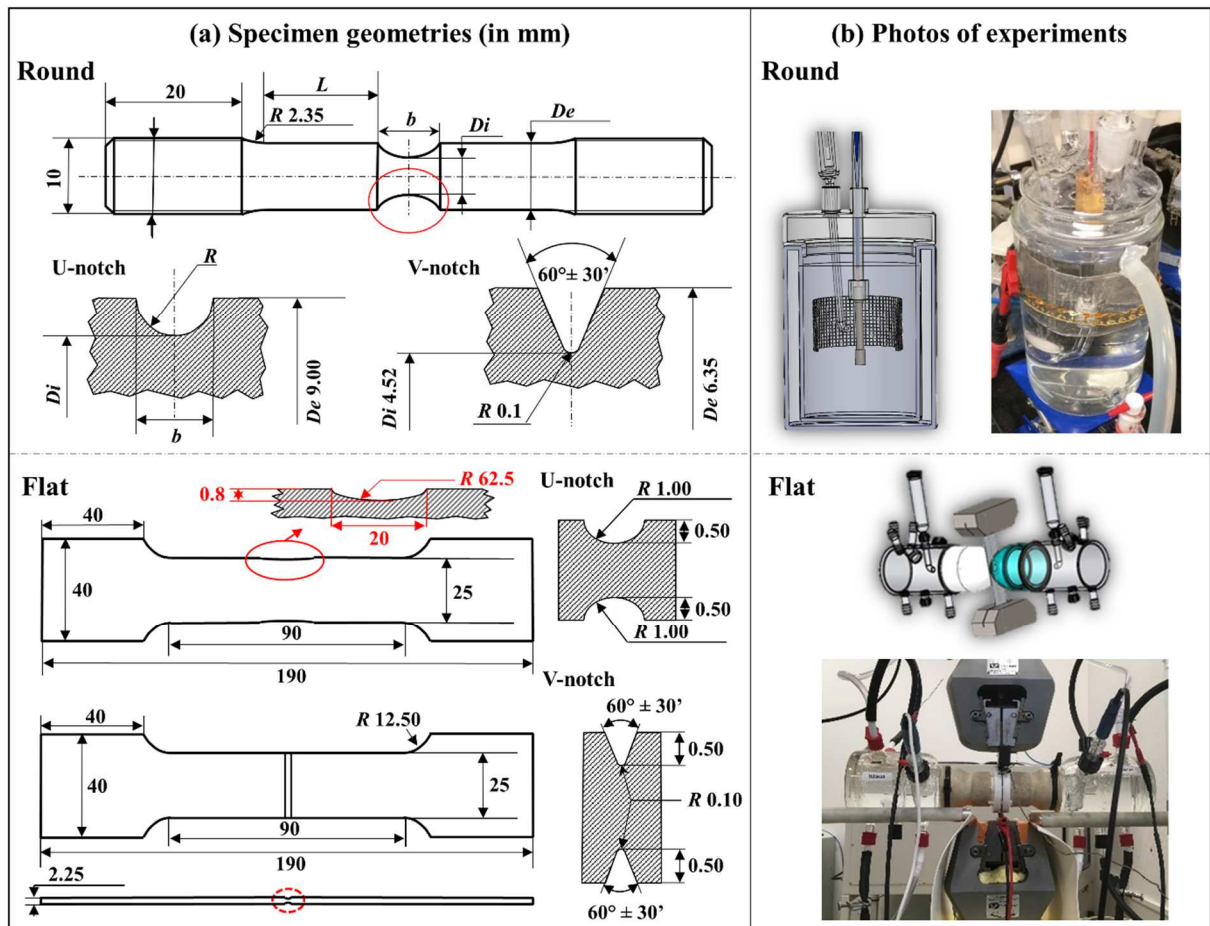 (a) Specimen geometries (in mm)
(b) Photos of experiments
Round
20
L
R 2.35
b
Di
De
10
U-notch
R
Di
b
De 9.00
V-notch
60°± 30’
Di 4.52
R 0.1
De 6.35
Round
Flat
0.8
R 62.5
20
40
40
25
90
190
U-notch
R 1.00
0.50
0.50
R 1.00
40
R 12.50
40
25
90
190
2.25
V-notch
60° ± 30’
0.50
R 0.10
0.50
60° ± 30’
Flat